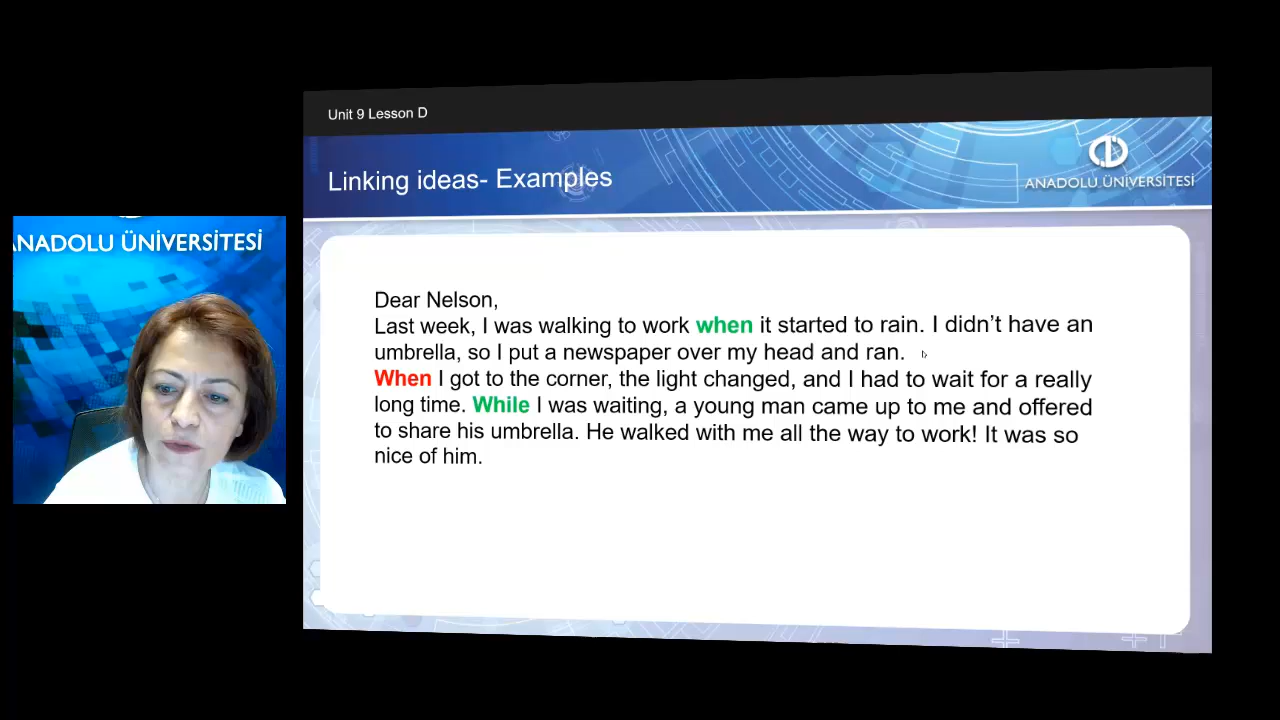 Unit 9 Lesson D
Linking ideas- Examples
ANADOLU ÜNİVERSİTESİ
ANADOLU ÜNİVERSİTESİ
Dear Nelson,
Last week, I was walking to work when it started to rain. I didn’t have an
umbrella, so I put a newspaper over my head and ran.
When I got to the corner, the light changed, and I had to wait for a really
long time. While I was waiting, a young man came up to me and offered
to share his umbrella. He walked with me all the way to work! It was so
nice of him.